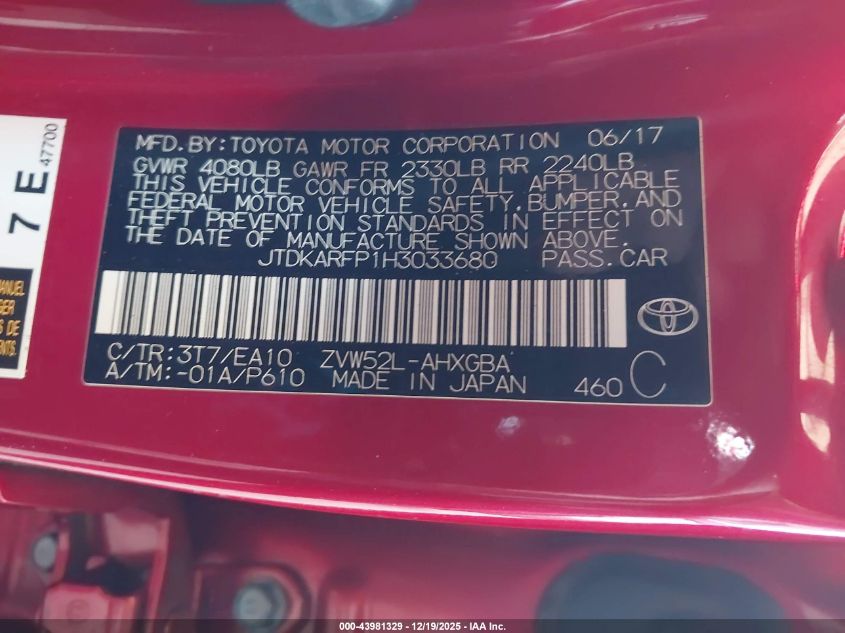 MFD.BY:TOYOTA MOTOR CORPORATION 06/17
GVWR 4080LB GAWR FR 2330LB RR 2240LB
THIS VEHICLE CONFORMS TO ALL APPLICABLE
FEDERAL MOTOR VEHICLE SAFETY,BUMPER,AND
THEFT PREVENTION STANDARDS IN EFFECT ON
THE DATE OF MANUFACTURE SHOWN ABOVE.
JTDKARFP1H3033680 PASS.CAR
C/TR:3T7/EA10 ZVW52L-AHXGBA
A/TM:-01A/P610 MADE IN JAPAN 460 C
7 E 47700
MANUEL
DE
000-43981329 - 12/19/2025 - IAA Inc.